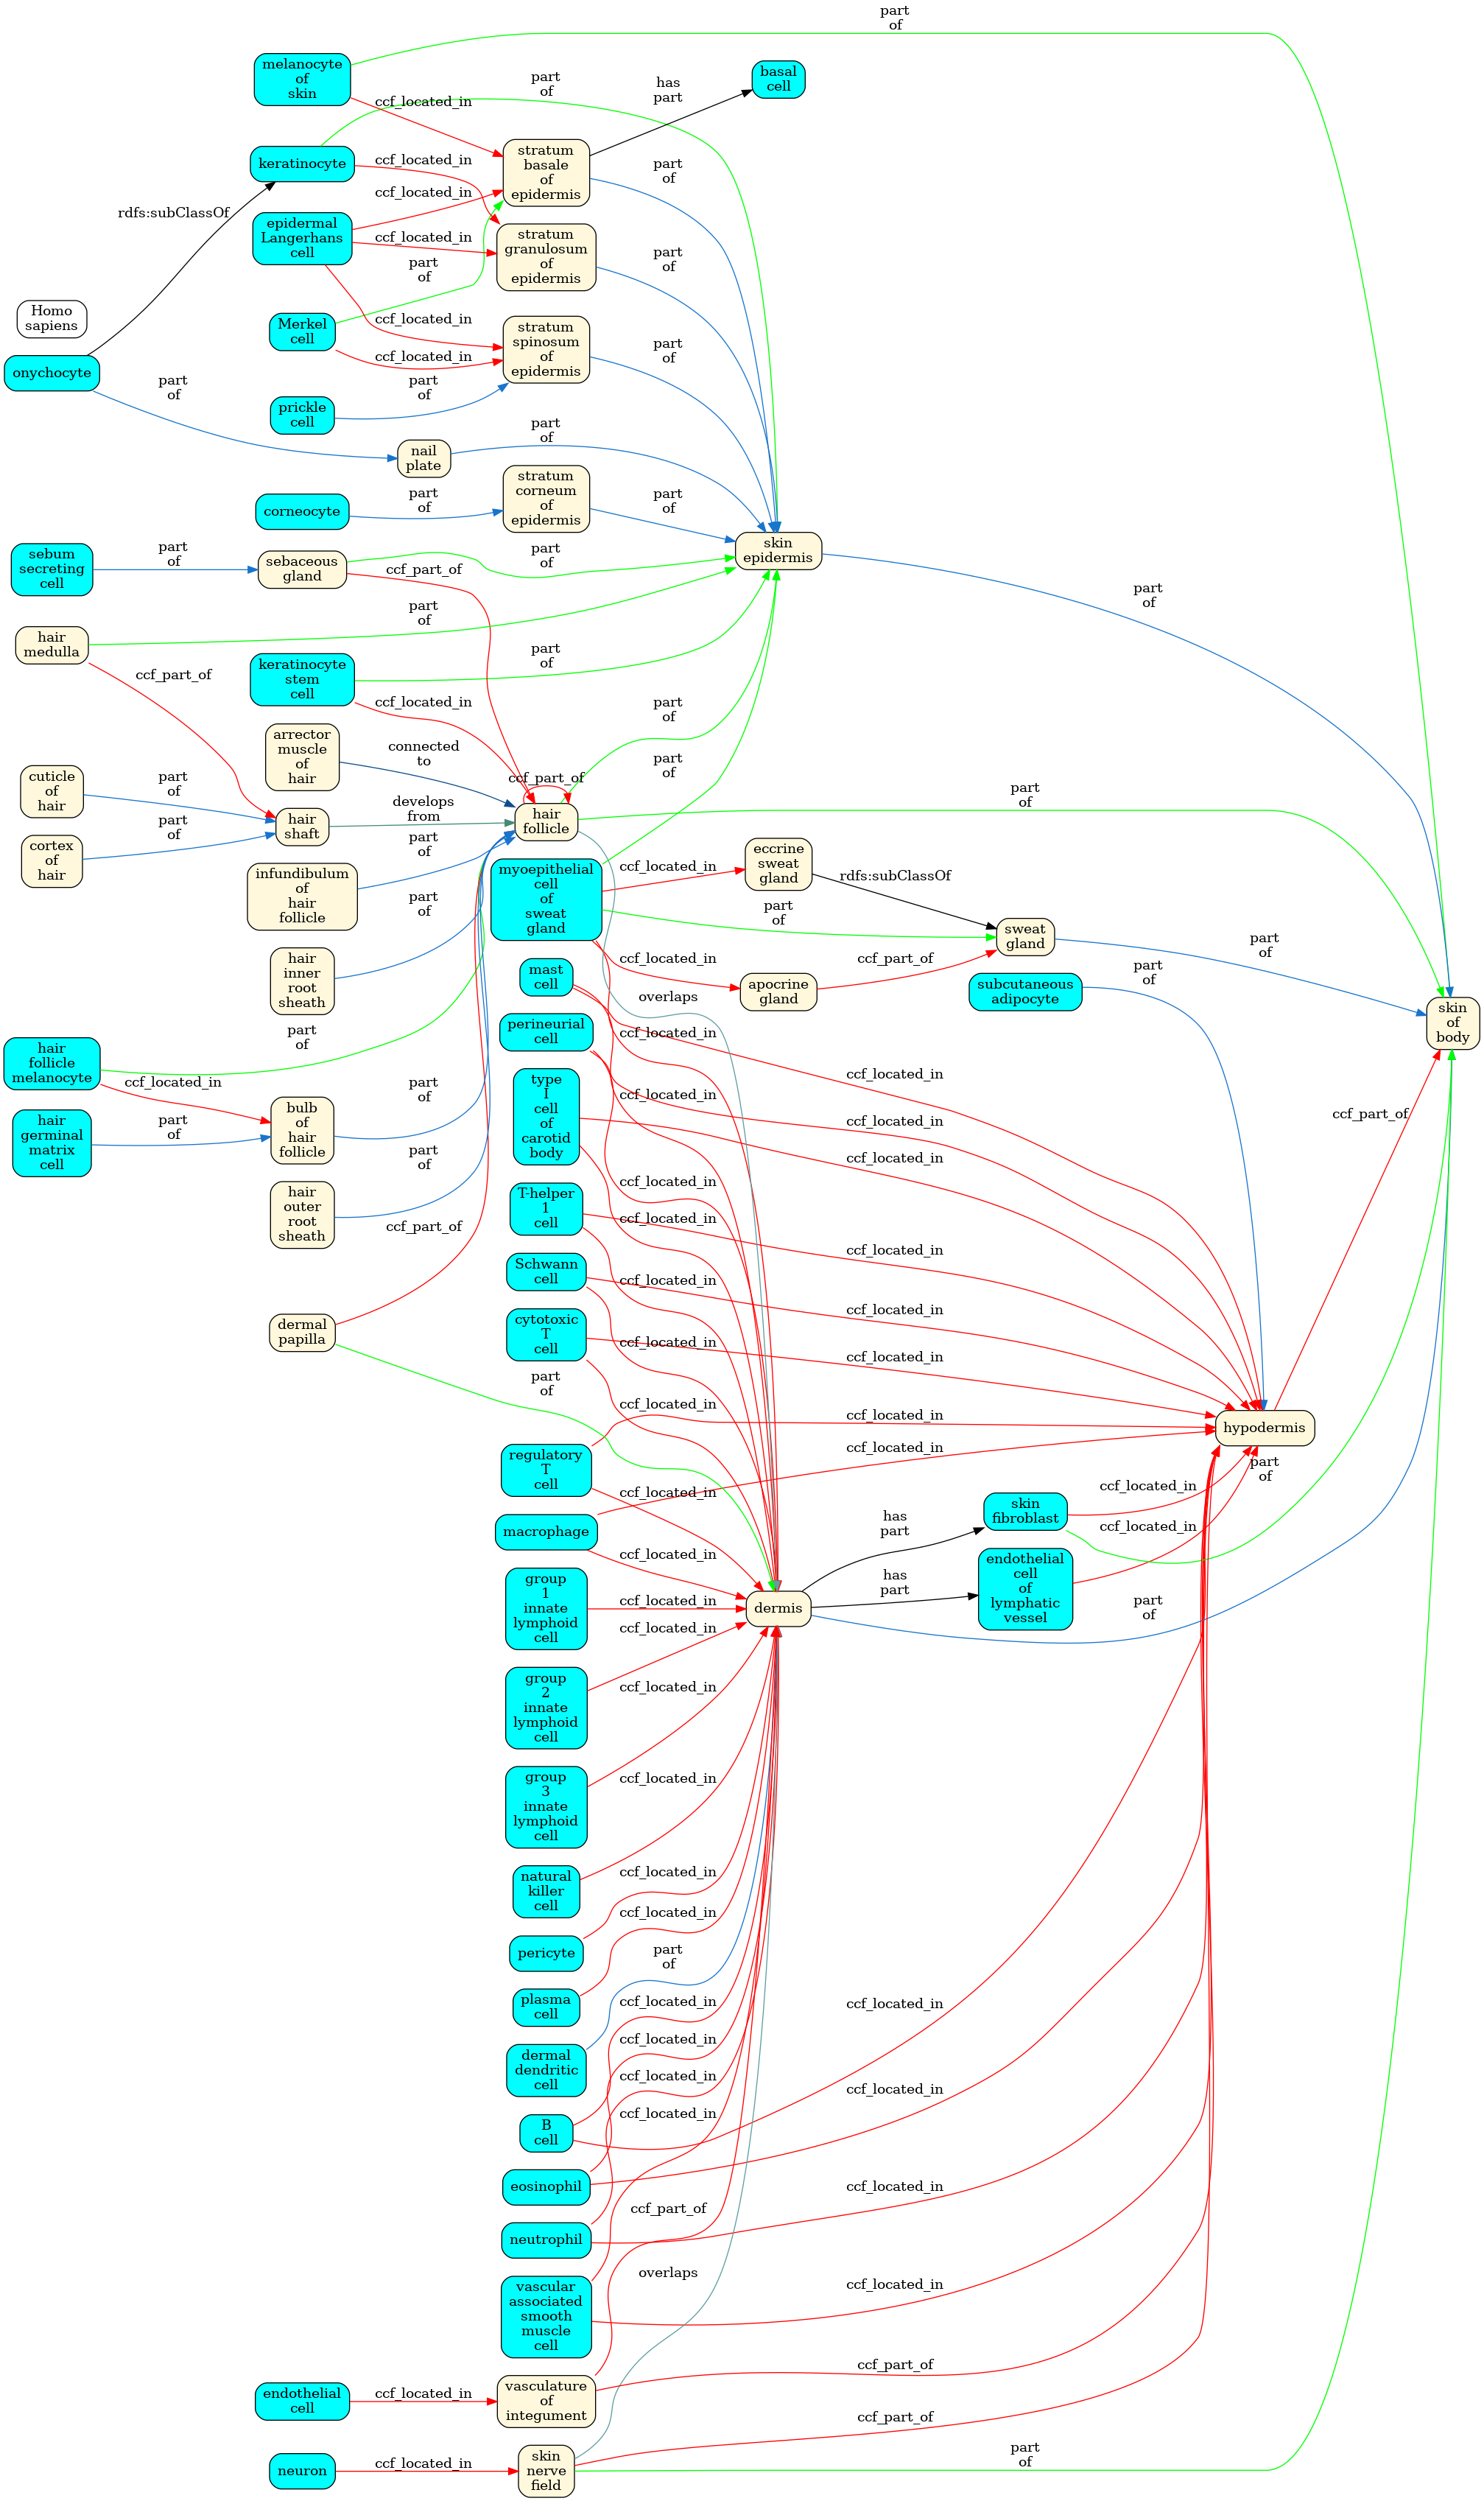 part
of
melanocyte
of
skin
basal
cell
has
part
part
of
ccf_located_in
keratinocyte
stratum
basale
of
epidermis
ccf_located_in
part
of
rdfs:subClassOf
ccf_located_in
epidermal
Langerhans
cell
ccf_located_in
stratum
granulosum
of
epidermis
part
of
part
of
Homo
sapiens
Merkel
cell
ccf_located_in
stratum
spinosum
of
epidermis
part
of
onychocyte
ccf_located_in
part
of
prickle
cell
part
of
nail
plate
part
of
stratum
corneum
of
epidermis
part
of
corneocyte
part
of
skin
epidermis
sebum
secreting
cell
part
of
sebaceous
gland
part
of
ccf_part_of
part
of
hair
medulla
part
of
keratinocyte
stem
cell
part
of
ccf_part_of
ccf_located_in
part
of
arrector
muscle
of
hair
connected
to
part
of
cuticle
of
hair
part
of
ccf_part_of
part
of
hair
shaft
develops
from
hair
follicle
cortex
of
hair
part
of
infundibulum
of
hair
follicle
part
of
myoepithelial
cell
of
sweat
gland
ccf_located_in
eccrine
sweat
gland
rdfs:subClassOf
part
of
part
of
sweat
gland
part
of
hair
inner
root
sheath
mast
cell
ccf_located_in
apocrine
gland
ccf_part_of
subcutaneous
adipocyte
part
of
overlaps
skin
of
body
part
of
perineurial
cell
ccf_located_in
hair
follicle
melanocyte
ccf_located_in
type
I
cell
of
carotid
body
ccf_located_in
ccf_located_in
hair
germinal
matrix
cell
part
of
bulb
of
hair
follicle
part
of
ccf_located_in
ccf_located_in
ccf_part_of
part
of
hair
outer
root
sheath
T-helper
1
cell
ccf_located_in
ccf_located_in
ccf_part_of
Schwann
cell
ccf_located_in
ccf_located_in
dermal
papilla
cytotoxic
T
cell
ccf_located_in
ccf_located_in
part
of
ccf_located_in
ccf_located_in
hypodermis
regulatory
T
cell
ccf_located_in
ccf_located_in
part
of
macrophage
ccf_located_in
skin
fibroblast
ccf_located_in
has
part
ccf_located_in
group
1
innate
lymphoid
cell
ccf_located_in
dermis
has
part
endothelial
cell
of
lymphatic
vessel
part
of
ccf_located_in
group
2
innate
lymphoid
cell
ccf_located_in
group
3
innate
lymphoid
cell
ccf_located_in
natural
killer
cell
ccf_located_in
pericyte
ccf_located_in
plasma
cell
part
of
dermal
dendritic
cell
ccf_located_in
ccf_located_in
B
cell
ccf_located_in
eosinophil
ccf_located_in
ccf_located_in
neutrophil
ccf_located_in
ccf_located_in
vascular
associated
smooth
muscle
cell
ccf_part_of
ccf_located_in
overlaps
endothelial
cell
ccf_located_in
vasculature
of
integument
ccf_part_of
neuron
ccf_located_in
skin
nerve
field
ccf_part_of
part
of